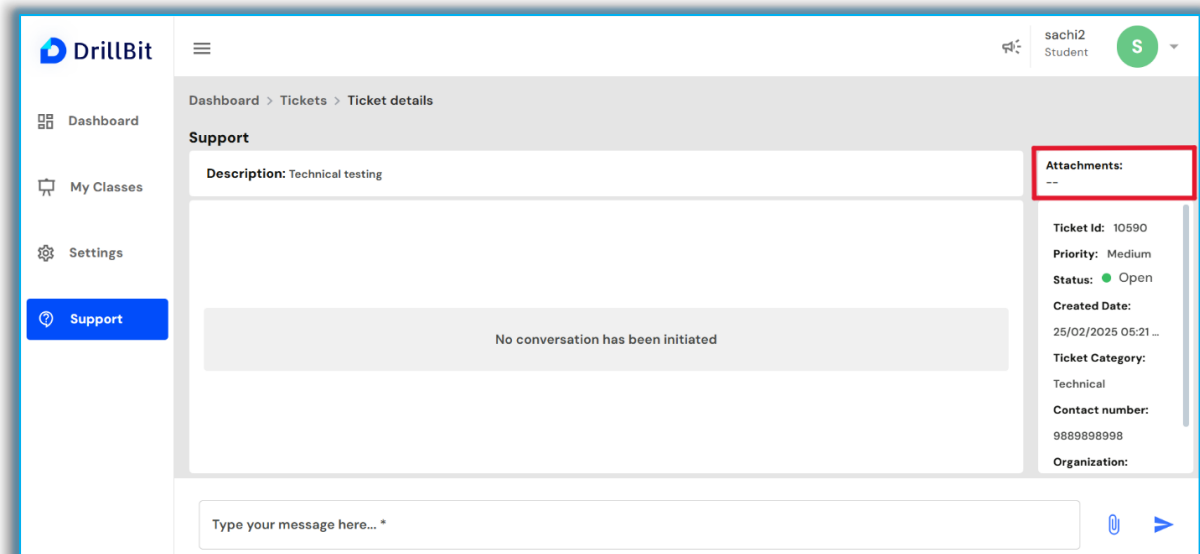 DrillBit
sachi2
Student
S
Dashboard
My Classes
Settings
Support
Dashboard > Tickets > Ticket details
Support
Description: Technical testing
No conversation has been initiated
Attachments:
--
Ticket Id: 10590
Priority: Medium
Status: Open
Created Date:
25/02/2025 05:21 ...
Ticket Category:
Technical
Contact number:
9889898998
Organization:
Type your message here... *